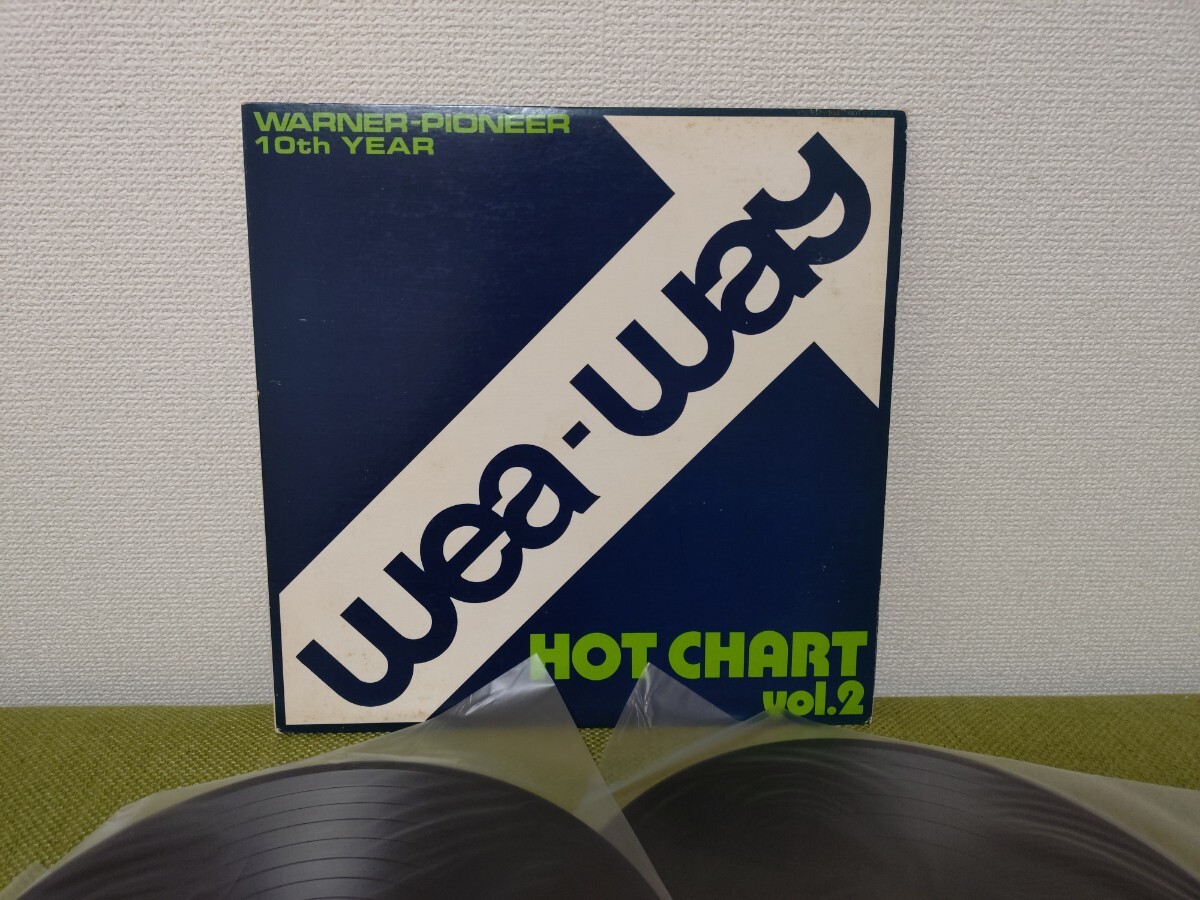 WARNER-PIONEER
10th YEAR
wea-way
HOT CHART
vol.2